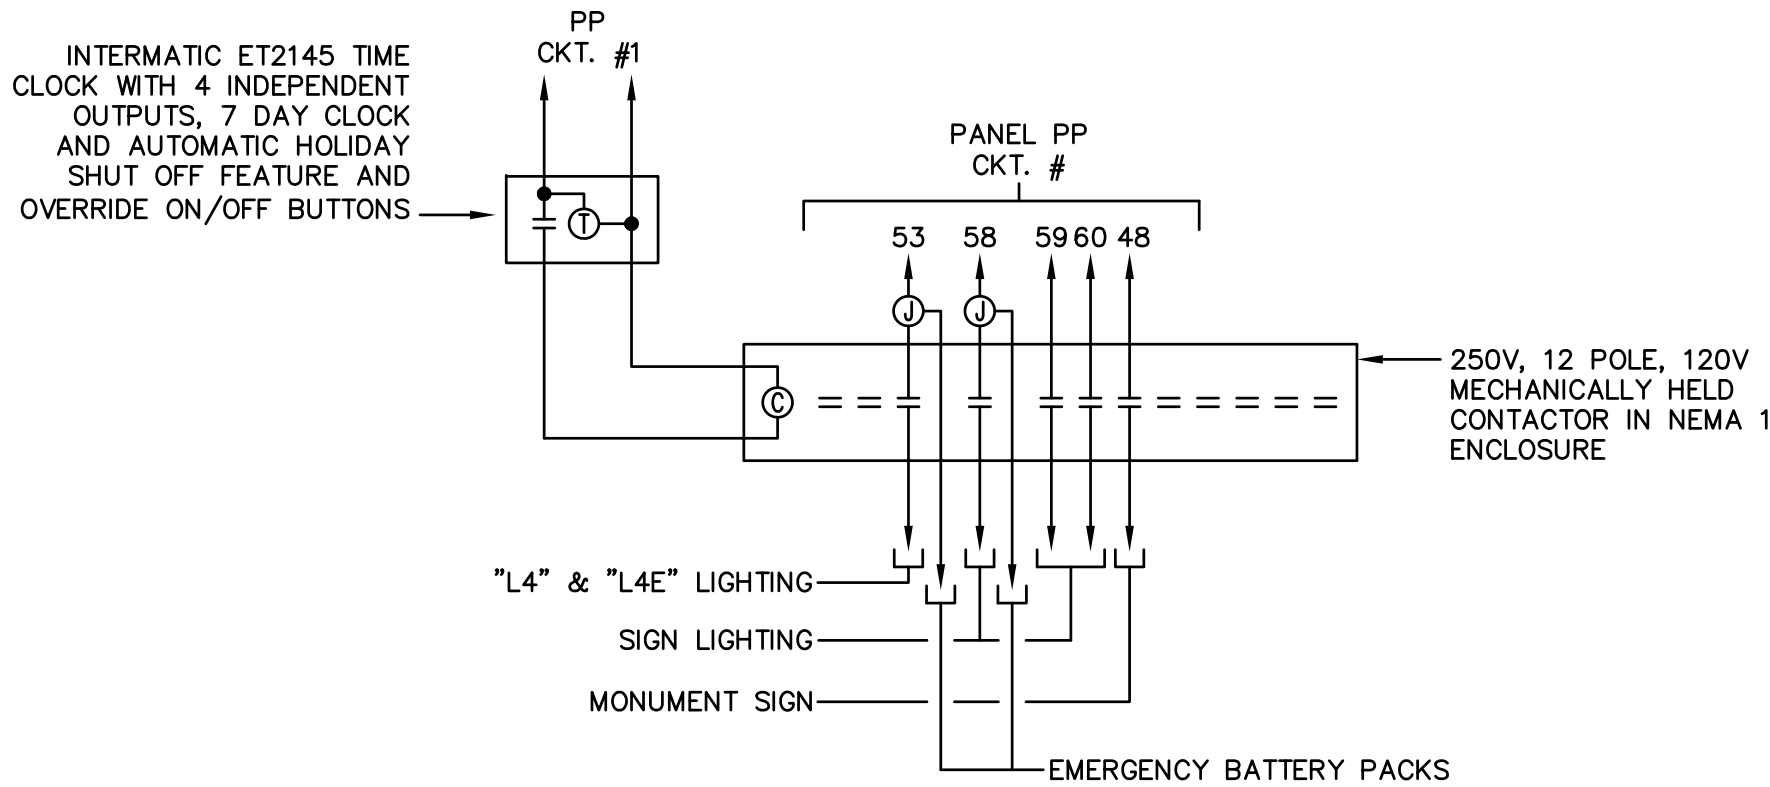 PP
CKT. #1
INTERMATIC ET2145 TIME
CLOCK WITH 4 INDEPENDENT
OUTPUTS, 7 DAY CLOCK
AND AUTOMATIC HOLIDAY
SHUT OFF FEATURE AND
OVERRIDE ON/OFF BUTTONS
T
PANEL PP
CKT. #
53 58 59 60 48
J J
C
250V, 12 POLE, 120V
MECHANICALLY HELD
CONTACTOR IN NEMA 1
ENCLOSURE
"L4" & "L4E" LIGHTING
SIGN LIGHTING
MONUMENT SIGN
EMERGENCY BATTERY PACKS